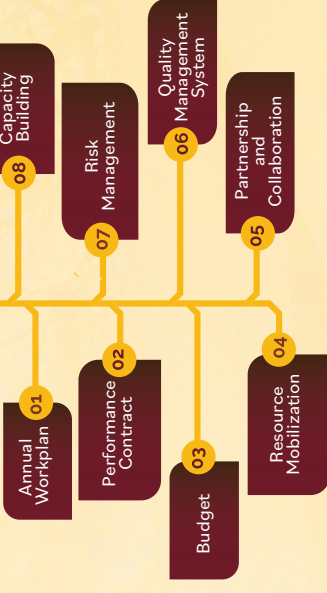 01
Annual
Workplan
02
Performance
Contract
03
Budget
04
Resource
Mobilization
05
Partnership
and
Collaboration
06
Quality
Management
System
07
Risk
Management
08
Capacity
Building